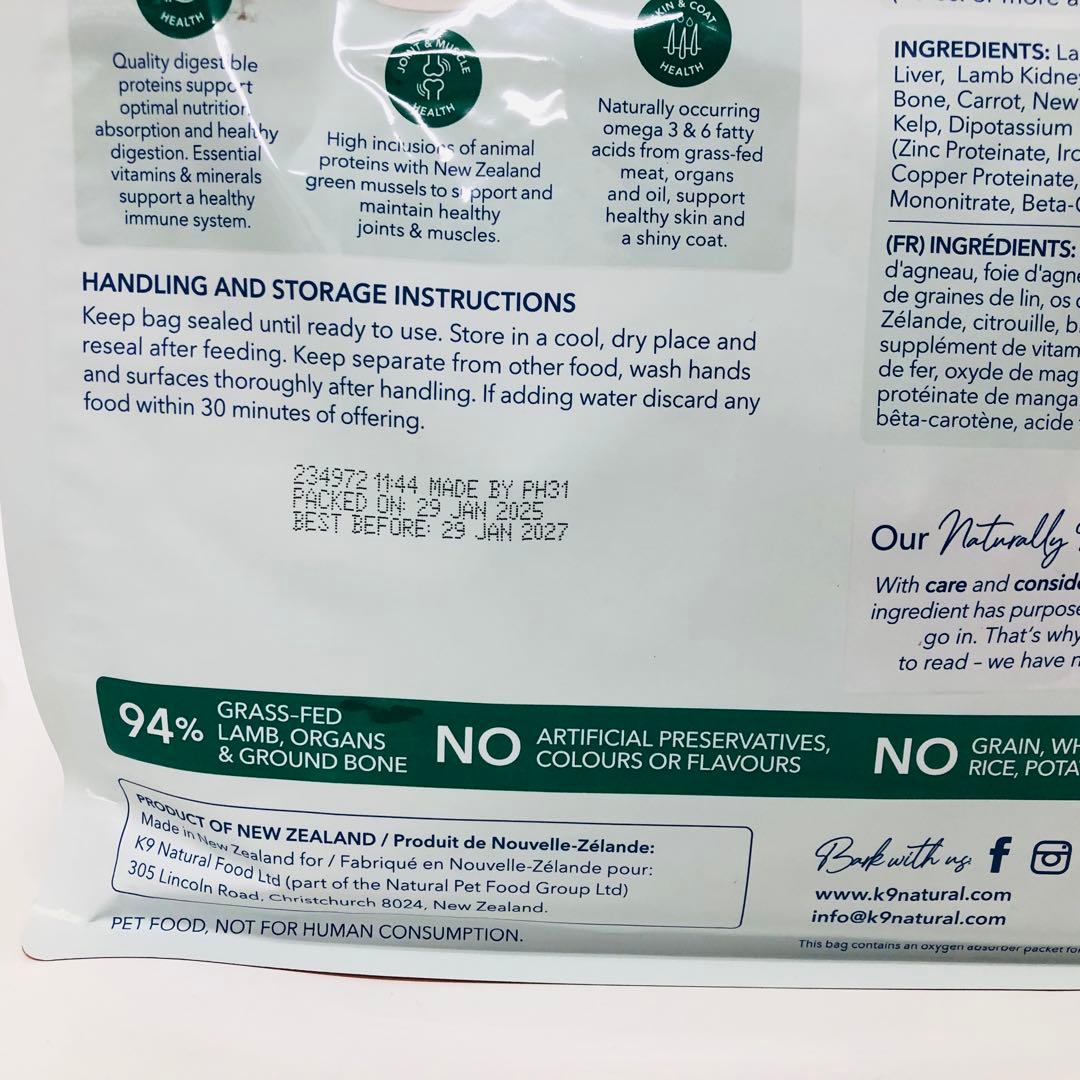 HEALTH
Quality digestible
proteins support
optimal nutrition
absorption and healthy
digestion. Essential
vitamins & minerals
support a healthy
immune system.
JOINT & MUSCLE
HEALTH
High inclusions of animal
proteins with New Zealand
green mussels to support and
maintain healthy
joints & muscles.
SKIN & COAT
HEALTH
Naturally occurring
omega 3 & 6 fatty
acids from grass-fed
meat, organs
and oil, support
healthy skin and
a shiny coat.
HANDLING AND STORAGE INSTRUCTIONS
Keep bag sealed until ready to use. Store in a cool, dry place and
reseal after feeding. Keep separate from other food, wash hands
and surfaces thoroughly after handling. If adding water discard any
food within 30 minutes of offering.
234972 11:44 MADE BY PH31
PACKED ON: 29 JAN 2025
BEST BEFORE: 29 JAN 2027
INGREDIENTS: La
Liver, Lamb Kidney
Bone, Carrot, New
Kelp, Dipotassium
(Zinc Proteinate, Iro
Copper Proteinate,
Mononitrate, Beta-C
(FR) INGRÉDIENTS:
d'agneau, foie d'agne
de graines de lin, os
Zélande, citrouille, b
supplément de vitam
de fer, oxyde de mag
protéinate de manga
bêta-carotène, acide
Our Naturally
With care and conside
ingredient has purpose
go in. That's why
to read – we have
94% GRASS-FED
LAMB, ORGANS
& GROUND BONE
NO ARTIFICIAL PRESERVATIVES,
COLOURS OR FLAVOURS
NO GRAIN, WH
RICE, POTA
PRODUCT OF NEW ZEALAND / Produit de Nouvelle-Zélande:
Made in New Zealand for / Fabriqué en Nouvelle-Zélande pour:
K9 Natural Food Ltd (part of the Natural Pet Food Group Ltd)
305 Lincoln Road, Christchurch 8024, New Zealand.
PET FOOD, NOT FOR HUMAN CONSUMPTION.
Bark with us:
www.k9natural.com
info@k9natural.com
This bag contains an oxygen absorber packet for